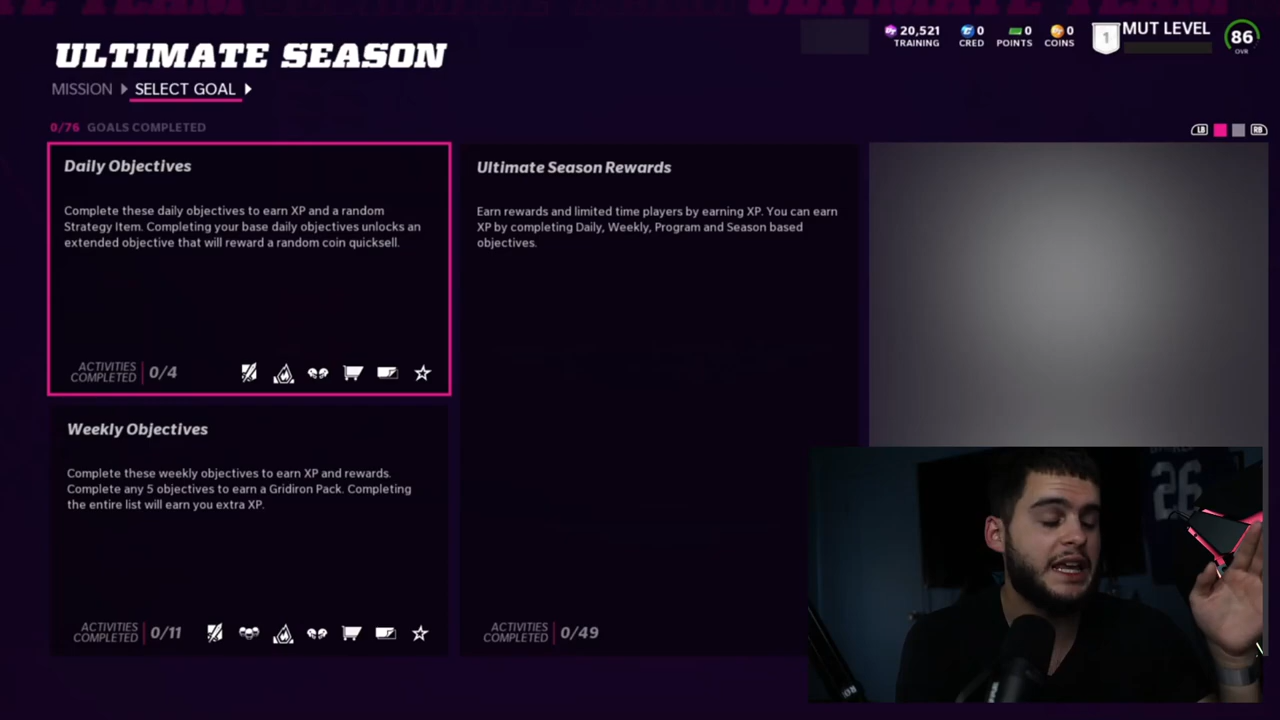 ULTIMATE SEASON
MISSION SELECT GOAL
20,521 TRAINING
0 CRED
0 POINTS
0 COINS
1
MUT LEVEL
86 OVR
0/76 GOALS COMPLETED
LB RB
Daily Objectives
Complete these daily objectives to earn XP and a random
Strategy Item. Completing your base daily objectives unlocks an
extended objective that will reward a random coin quicksell.
ACTIVITIES
COMPLETED 0/4
Ultimate Season Rewards
Earn rewards and limited time players by earning XP. You can earn
XP by completing Daily, Weekly, Program and Season based
objectives.
ACTIVITIES
COMPLETED 0/49
Weekly Objectives
Complete these weekly objectives to earn XP and rewards.
Complete any 5 objectives to earn a Gridiron Pack. Completing
the entire list will earn you extra XP.
ACTIVITIES
COMPLETED 0/11
26